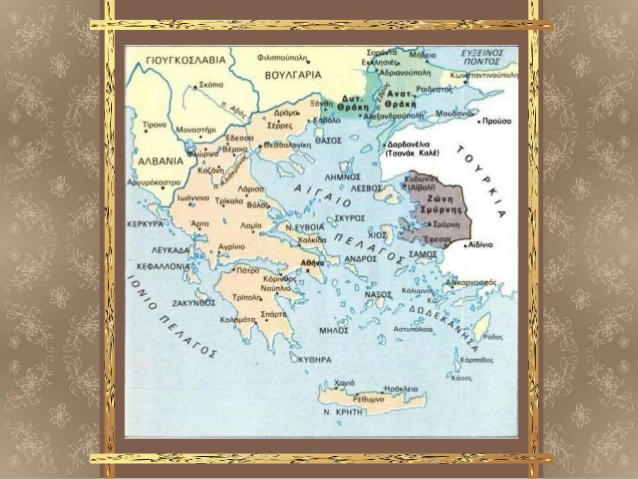 ΓΙΟΥΓΚΟΣΛΑΒΙΑ
Φιλιππούπολη
ΒΟΥΛΓΑΡΙΑ
Σαράντα
Εκκλησιές
Μήδεια
ΕΥΞΕΙΝΟΣ
ΠΟΝΤΟΣ
Αδριανούπολη
Κωνσταντινούπολη
Σκόπια
Ξάνθη
Δυτ.
Θράκη
Ανατ.
Θράκη
Ραιδεστός
Δράμα
Σέρρες
Καβάλα
Αλεξανδρούπολη
Μουδανιά
Προύσα
Τίρανα
Μοναστήρι
Έδεσσα
Βέροια
Φλώρινα
Θεσσαλονίκη
ΘΑΣΟΣ
Δαρδανέλια
(Τσανάκ Καλέ)
ΑΛΒΑΝΙΑ
Κοζάνη
π. Αλιάκμονας
Αργυρόκαστρο
ΛΗΜΝΟΣ
ΤΟΥΡΚΙΑ
Ιωάννινα
Τρίκαλα
Λάρισα
Βόλος
ΑΙΓΑΙΟ
ΠΕΛΑΓΟΣ
ΛΕΣΒΟΣ
Κυδωνίες
(Αϊβαλί)
Ζώνη
Σμύρνης
ΚΕΡΚΥΡΑ
Άρτα
Λαμία
Ν. ΕΥΒΟΙΑ
ΣΚΥΡΟΣ
ΧΙΟΣ
Σμύρνη
Έφεσος
Αϊδίνιο
ΛΕΥΚΑΔΑ
Αγρίνιο
Χαλκίδα
ΚΕΦΑΛΛΟΝΙΑ
Πάτρα
Αθήνα
ΑΝΔΡΟΣ
ΣΑΜΟΣ
Κόρινθος
Ναύπλιο
Αλικαρνασσός
ΙΟΝΙΟ ΠΕΛΑΓΟΣ
ΖΑΚΥΝΘΟΣ
Τρίπολη
ΝΑΞΟΣ
Κάλυμνος
ΔΩΔΕΚΑΝΗΣΑ
Καλαμάτα
Σπάρτη
ΜΗΛΟΣ
Αστυπάλαια
Ρόδος
ΚΥΘΗΡΑ
Κάρπαθος
Κάσος
Χανιά
Ηράκλειο
Ρέθυμνο
Ν. ΚΡΗΤΗ